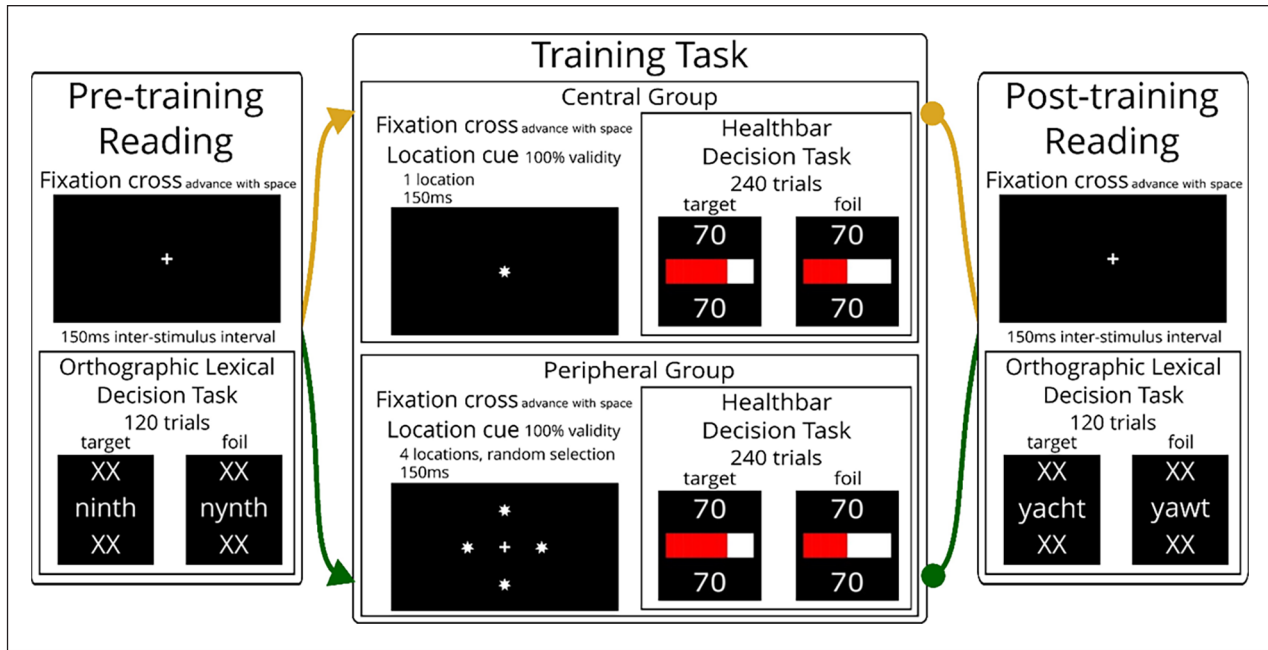 Pre-training
Reading
Fixation cross advance with space
+
150ms inter-stimulus interval
Orthographic Lexical
Decision Task
120 trials
target foil
XX XX
ninth nynth
XX XX
Training Task
Central Group
Fixation cross advance with space
Location cue 100% validity
1 location
150ms
Healthbar
Decision Task
240 trials
target foil
70 70
70 70
Peripheral Group
Fixation cross advance with space
Location cue 100% validity
4 locations, random selection
150ms
+
Healthbar
Decision Task
240 trials
target foil
70 70
70 70
Post-training
Reading
Fixation cross advance with space
+
150ms inter-stimulus interval
Orthographic Lexical
Decision Task
120 trials
target foil
XX XX
yacht yawt
XX XX